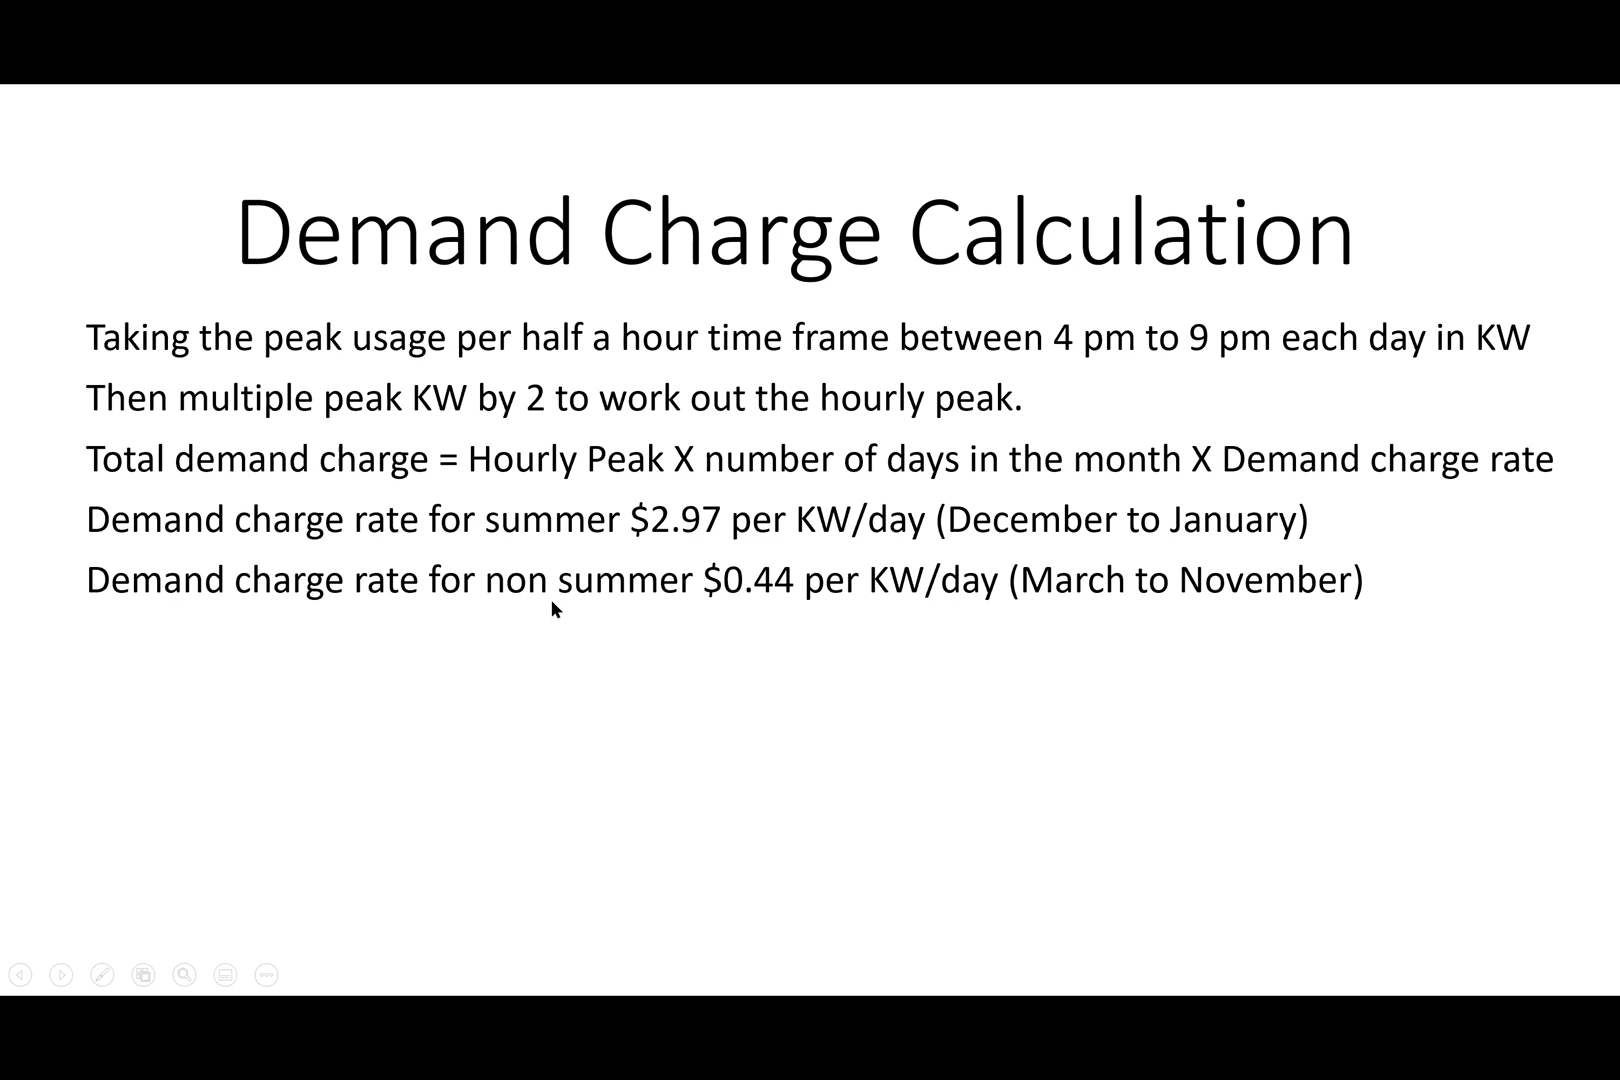 Demand Charge Calculation
Taking the peak usage per half a hour time frame between 4 pm to 9 pm each day in KW
Then multiple peak KW by 2 to work out the hourly peak.
Total demand charge = Hourly Peak X number of days in the month X Demand charge rate
Demand charge rate for summer $2.97 per KW/day (December to January)
Demand charge rate for non summer $0.44 per KW/day (March to November)